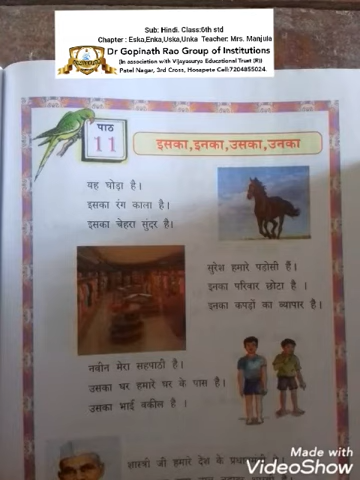 Sub: Hindi. Class:6th std
Chapter : Eska,Enka,Uska,Unka Teacher: Mrs. Manjula
Dr Gopinath Rao Group of Institutions
(In association with Vijaysurya Educational Trust (R))
Patel Nagar, 3rd Cross, Hosapete Cell:7204855024.
पाठ
11
इसका,इनका,उसका,उनका
यह घोड़ा है।
इसका रंग काला है।
इसका चेहरा सुंदर है।
सुरेश हमारे पड़ोसी हैं।
इनका परिवार छोटा है ।
इनका कपड़ों का व्यापार है।
नवीन मेरा सहपाठी है।
उसका घर हमारे घर के पास है।
उसका भाई वकील है ।
शास्त्री जी हमारे देश के
Made with
VideoShow